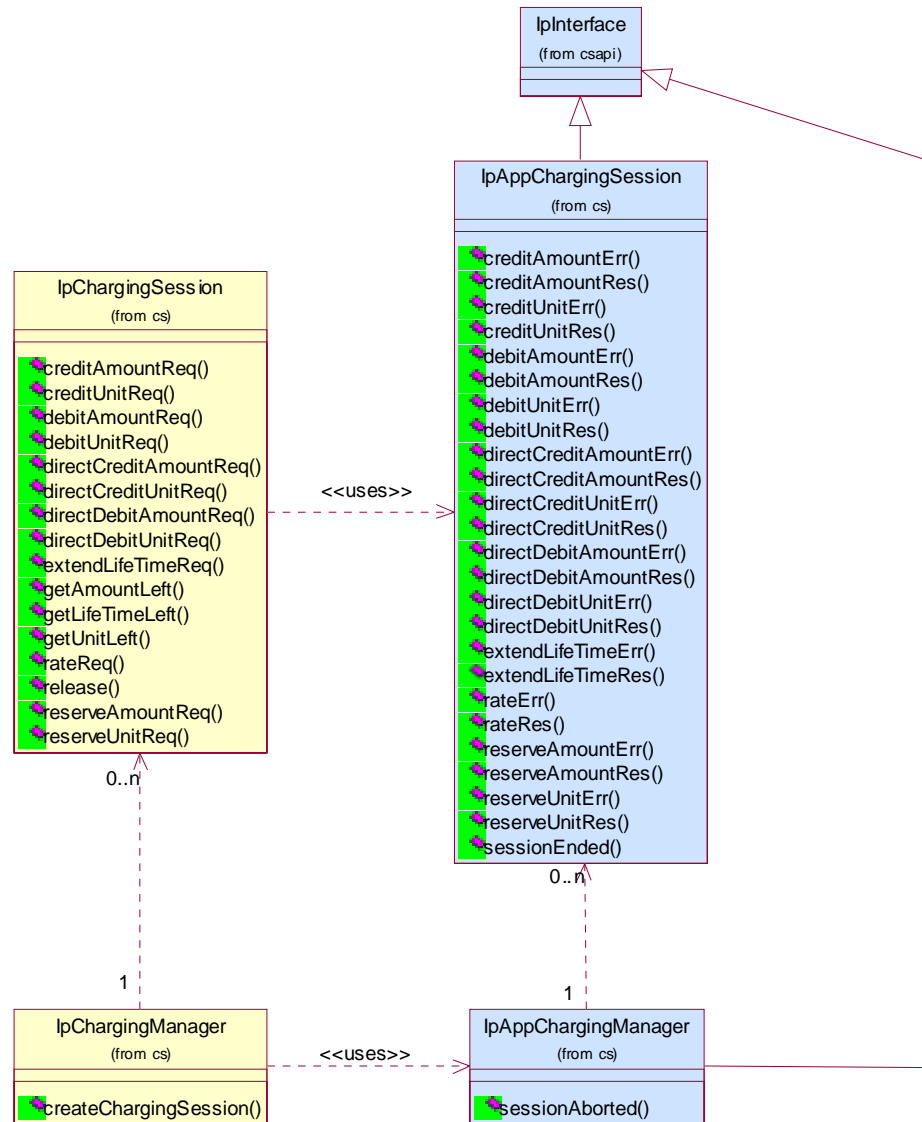 IpInterface
(from csapi)
IpAppChargingSession
(from cs)
creditAmountErr()
creditAmountRes()
creditUnitErr()
creditUnitRes()
debitAmountErr()
debitAmountRes()
debitUnitErr()
debitUnitRes()
directCreditAmountErr()
directCreditAmountRes()
directCreditUnitErr()
directCreditUnitRes()
directDebitAmountErr()
directDebitAmountRes()
directDebitUnitErr()
directDebitUnitRes()
extendLifeTimeErr()
extendLifeTimeRes()
rateErr()
rateRes()
reserveAmountErr()
reserveAmountRes()
reserveUnitErr()
reserveUnitRes()
sessionEnded()
0..n
IpChargingSession
(from cs)
creditAmountReq()
creditUnitReq()
debitAmountReq()
debitUnitReq()
directCreditAmountReq()
directCreditUnitReq()
directDebitAmountReq()
directDebitUnitReq()
extendLifeTimeReq()
getAmountLeft()
getLifeTimeLeft()
getUnitLeft()
rateReq()
release()
reserveAmountReq()
reserveUnitReq()
0..n
<<uses>>
1
1
IpChargingManager
(from cs)
createChargingSession()
<<uses>>
IpAppChargingManager
(from cs)
sessionAborted()